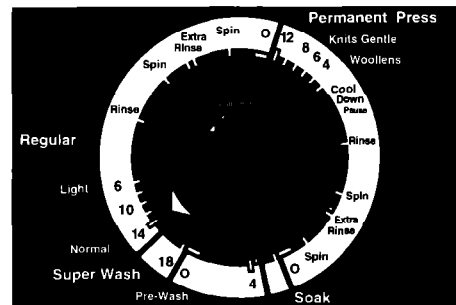 Permanent Press
Knits Gentle
Woollens
12
8
6
4
Cool
Down
Pause
Rinse
Spin
Extra
Rinse
Spin
O
Soak
4
O
Pre-Wash
18
Super Wash
Normal
14
10
Light
6
Regular
Rinse
Spin
Extra
Rinse
Spin
O